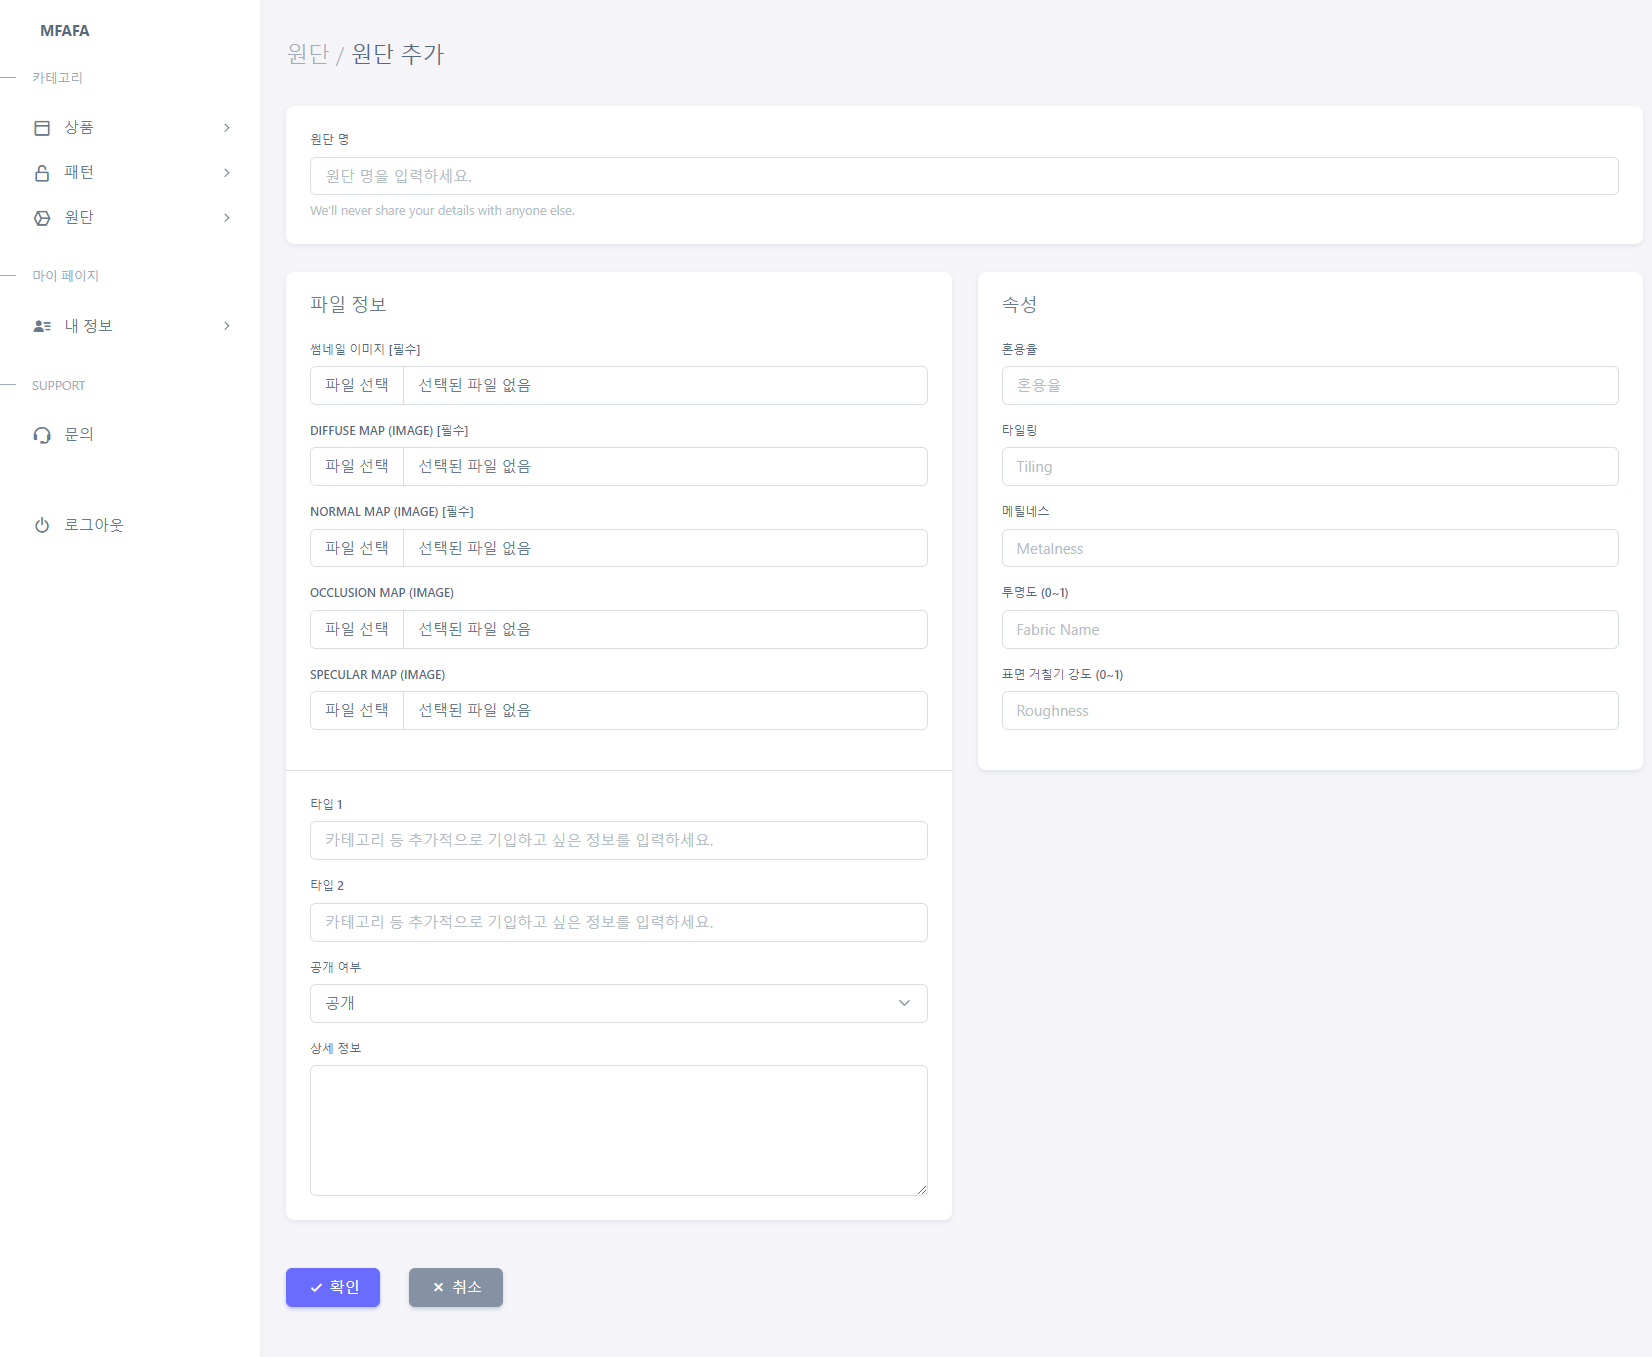 MFAFA
카테고리
상품
패턴
원단
마이 페이지
내 정보
SUPPORT
문의
로그아웃
원단 / 원단 추가
원단 명
원단 명을 입력하세요.
We'll never share your details with anyone else.
파일 정보
썸네일 이미지 [필수]
파일 선택 선택된 파일 없음
DIFFUSE MAP (IMAGE) [필수]
파일 선택 선택된 파일 없음
NORMAL MAP (IMAGE) [필수]
파일 선택 선택된 파일 없음
OCCLUSION MAP (IMAGE)
파일 선택 선택된 파일 없음
SPECULAR MAP (IMAGE)
파일 선택 선택된 파일 없음
타입 1
카테고리 등 추가적으로 기입하고 싶은 정보를 입력하세요.
타입 2
카테고리 등 추가적으로 기입하고 싶은 정보를 입력하세요.
공개 여부
공개
상세 정보
속성
혼용율
혼용율
타일링
Tiling
메틸네스
Metalness
투명도 (0~1)
Fabric Name
표면 거칠기 강도 (0~1)
Roughness
확인
취소